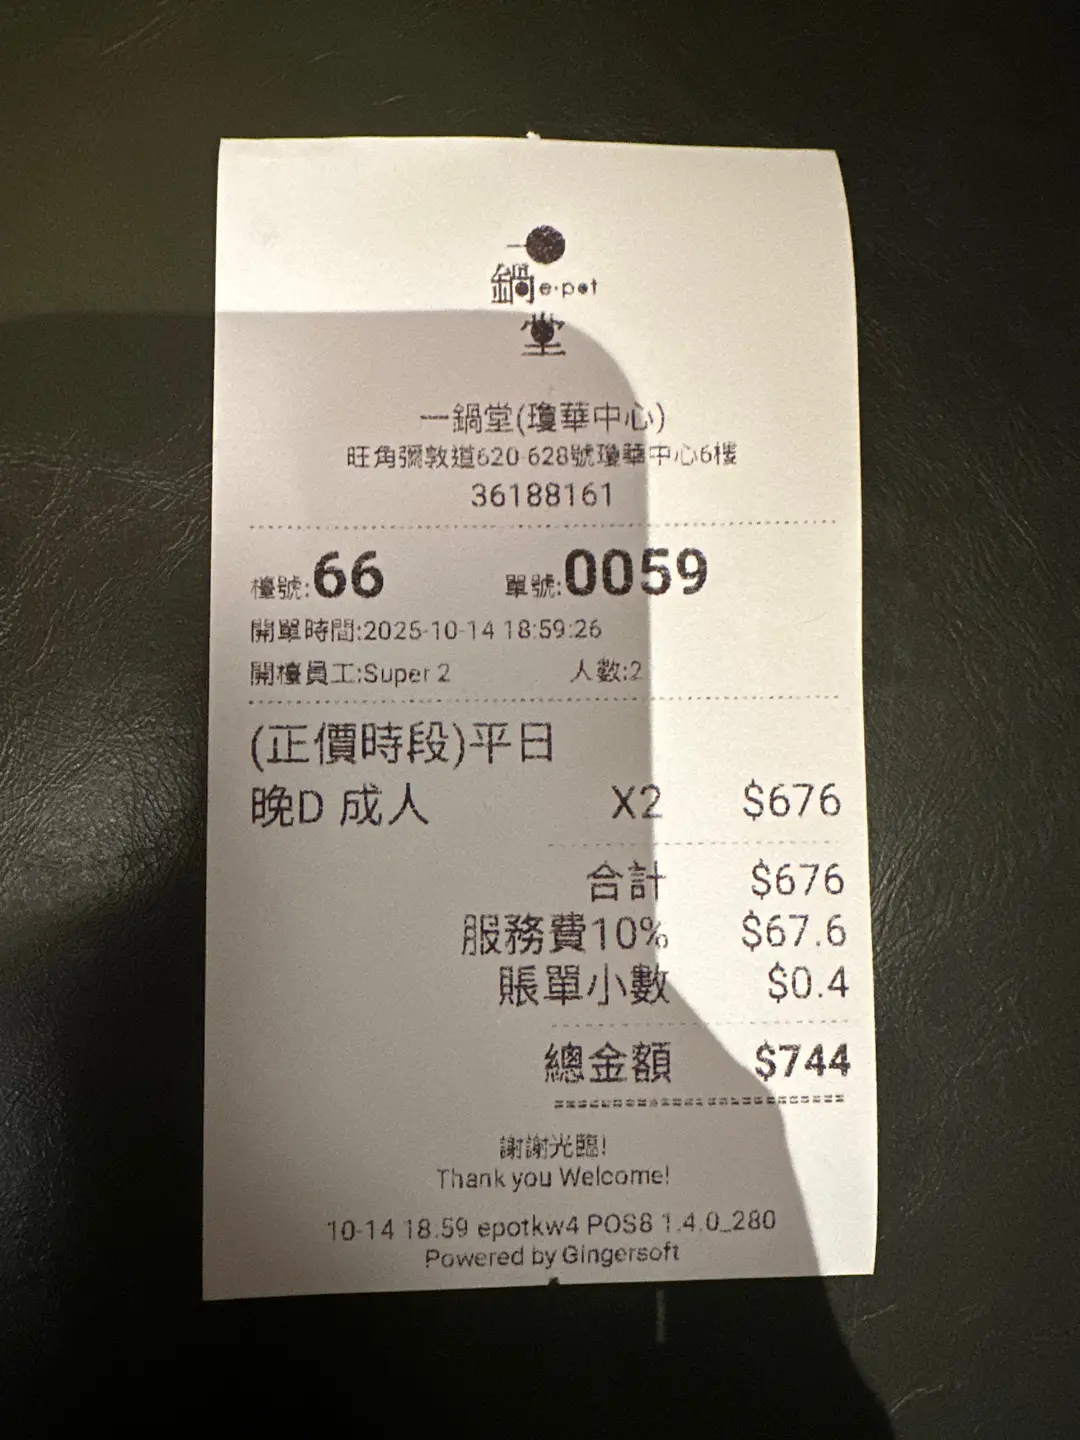 一
鍋 e·pot
堂
一鍋堂(瓊華中心)
旺角彌敦道620-628號瓊華中心6樓
36188161
檯號:66 單號:0059
開單時間:2025-10-14 18:59:26
開檯員工:Super 2 人數:2
(正價時段)平日
晚D 成人 X2 $676
合計 $676
服務費10% $67.6
賬單小數 $0.4
總金額 $744
謝謝光臨!
Thank you Welcome!
10-14 18:59 epotkw4 POS8 1.4.0_280
Powered by Gingersoft